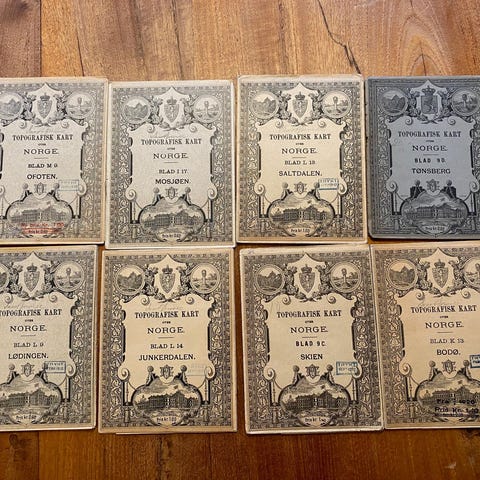 TOPOGRAFISK KART
OVER
NORGE.
BLAD M 9.
OFOTEN.
TOPOGRAFISK KART
OVER
NORGE.
BLAD I 17.
MOSJØEN.
TOPOGRAFISK KART
OVER
NORGE.
BLAD L 13.
SALTDALEN.
TOPOGRAFISK KART
OVER
NORGE.
BLAD 9D.
TØNSBERG
TOPOGRAFISK KART
OVER
NORGE.
BLAD L 9
LØDINGEN.
TOPOGRAFISK KART
OVER
NORGE.
BLAD L 14.
JUNKERDALEN.
TOPOGRAFISK KART
OVER
NORGE.
BLAD 9C.
SKIEN
TOPOGRAFISK KART
OVER
NORGE.
BLAD K 13
BODØ.